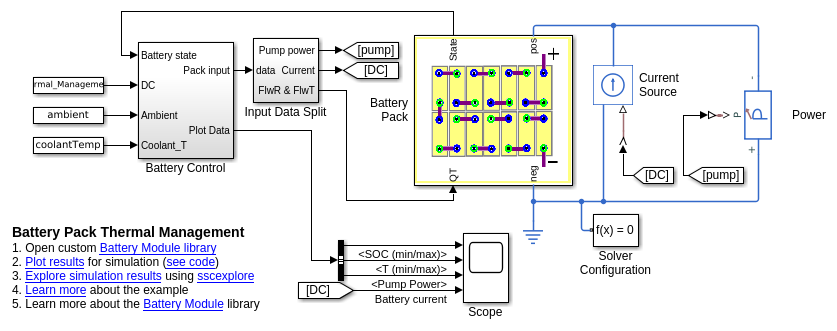 Battery state
DC
Ambient
Coolant_T
Pack input
Plot Data
Battery Control
rmal_Manageme
ambient
coolantTemp
Pump power
data
Current
FlwR & FlwT
Input Data Split
[pump]
[DC]
Battery
Pack
State
pos
+
QT
neg
−
Current
Source
[DC]
[pump]
-
P
+
Power
f(x) = 0
Solver
Configuration
Battery Pack Thermal Management
1. Open custom Battery Module library
2. Plot results for simulation (see code)
3. Explore simulation results using sscexplore
4. Learn more about the example
5. Learn more about the Battery Module library
<SOC (min/max)>
<T (min/max)>
<Pump Power>
Battery current
[DC]
Scope